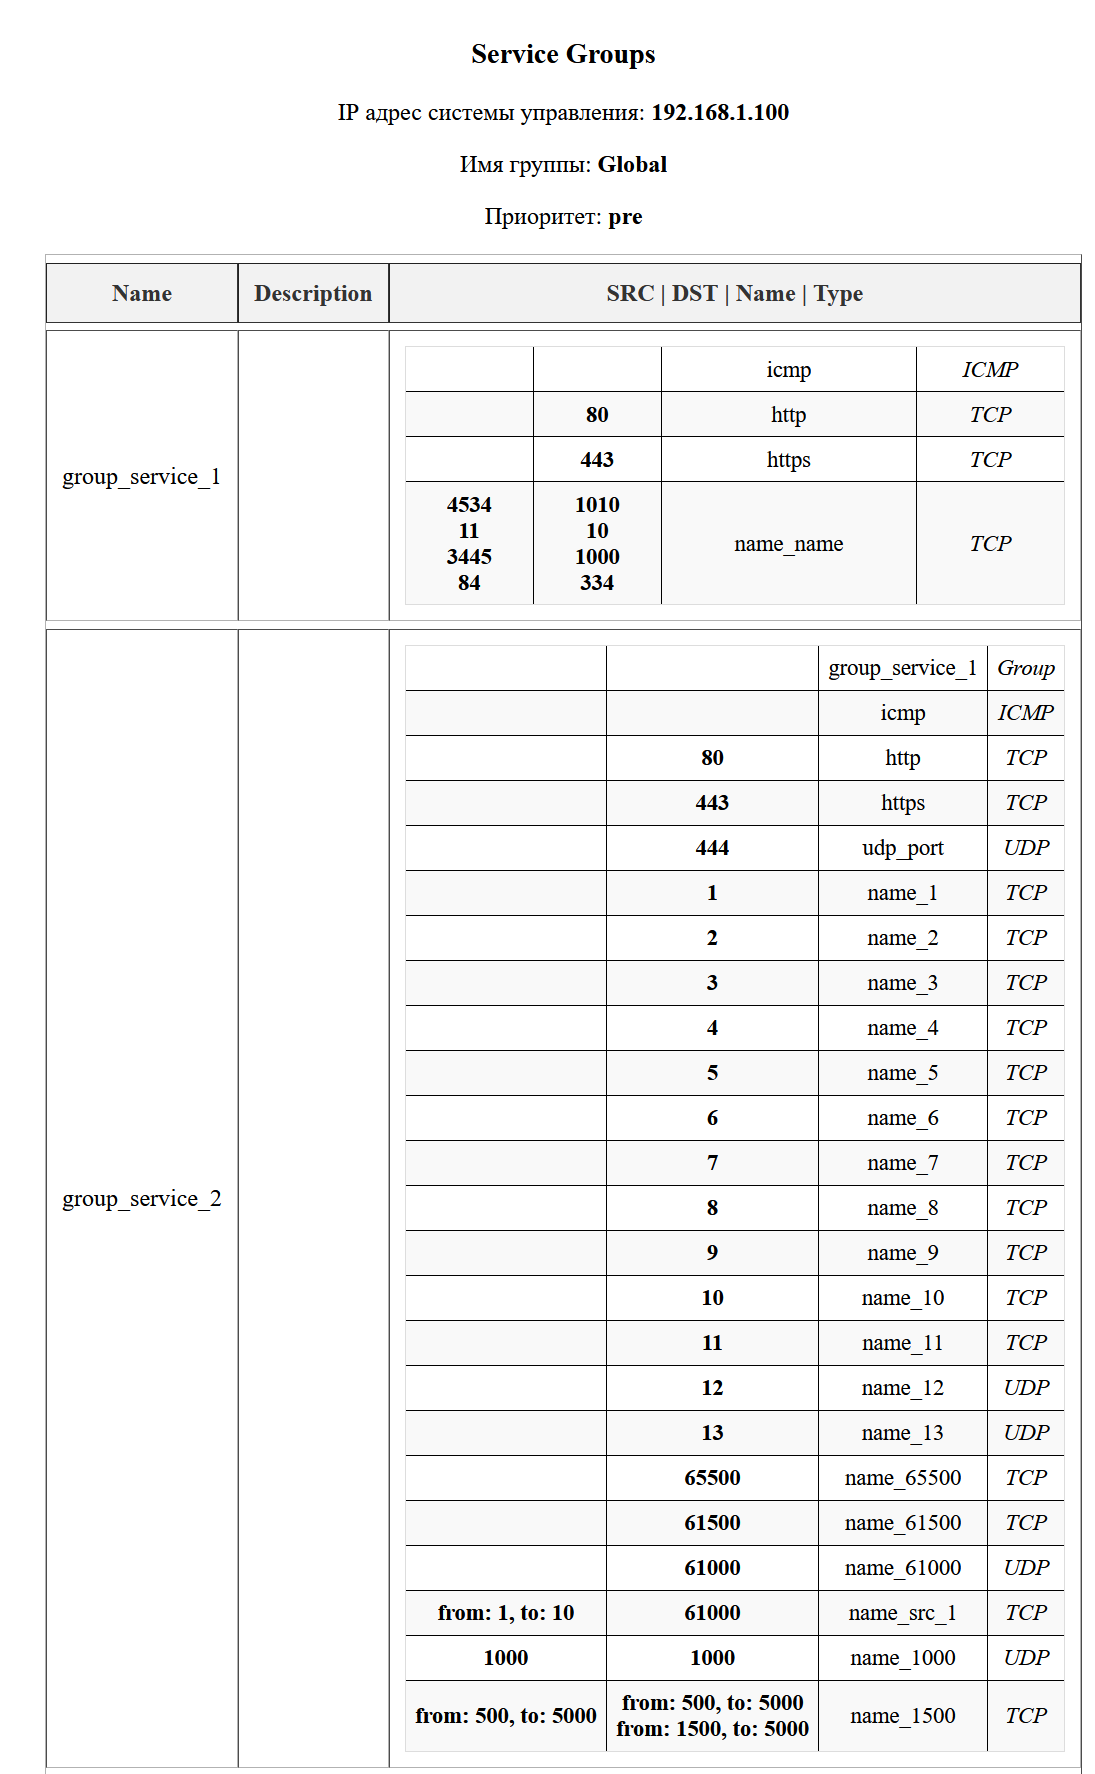 Service Groups
IP адрес системы управления: 192.168.1.100
Имя группы: Global
Приоритет: pre
Name Description SRC | DST | Name | Type
group_service_1
icmp ICMP
80 http TCP
443 https TCP
4534 1010
11 10
3445 1000
84 334
name_name TCP
group_service_2
group_service_1 Group
icmp ICMP
80 http TCP
443 https TCP
444 udp_port UDP
1 name_1 TCP
2 name_2 TCP
3 name_3 TCP
4 name_4 TCP
5 name_5 TCP
6 name_6 TCP
7 name_7 TCP
8 name_8 TCP
9 name_9 TCP
10 name_10 TCP
11 name_11 TCP
12 name_12 UDP
13 name_13 UDP
65500 name_65500 TCP
61500 name_61500 TCP
61000 name_61000 UDP
from: 1, to: 10 61000 name_src_1 TCP
1000 1000 name_1000 UDP
from: 500, to: 5000
from: 500, to: 5000
from: 1500, to: 5000
name_1500 TCP